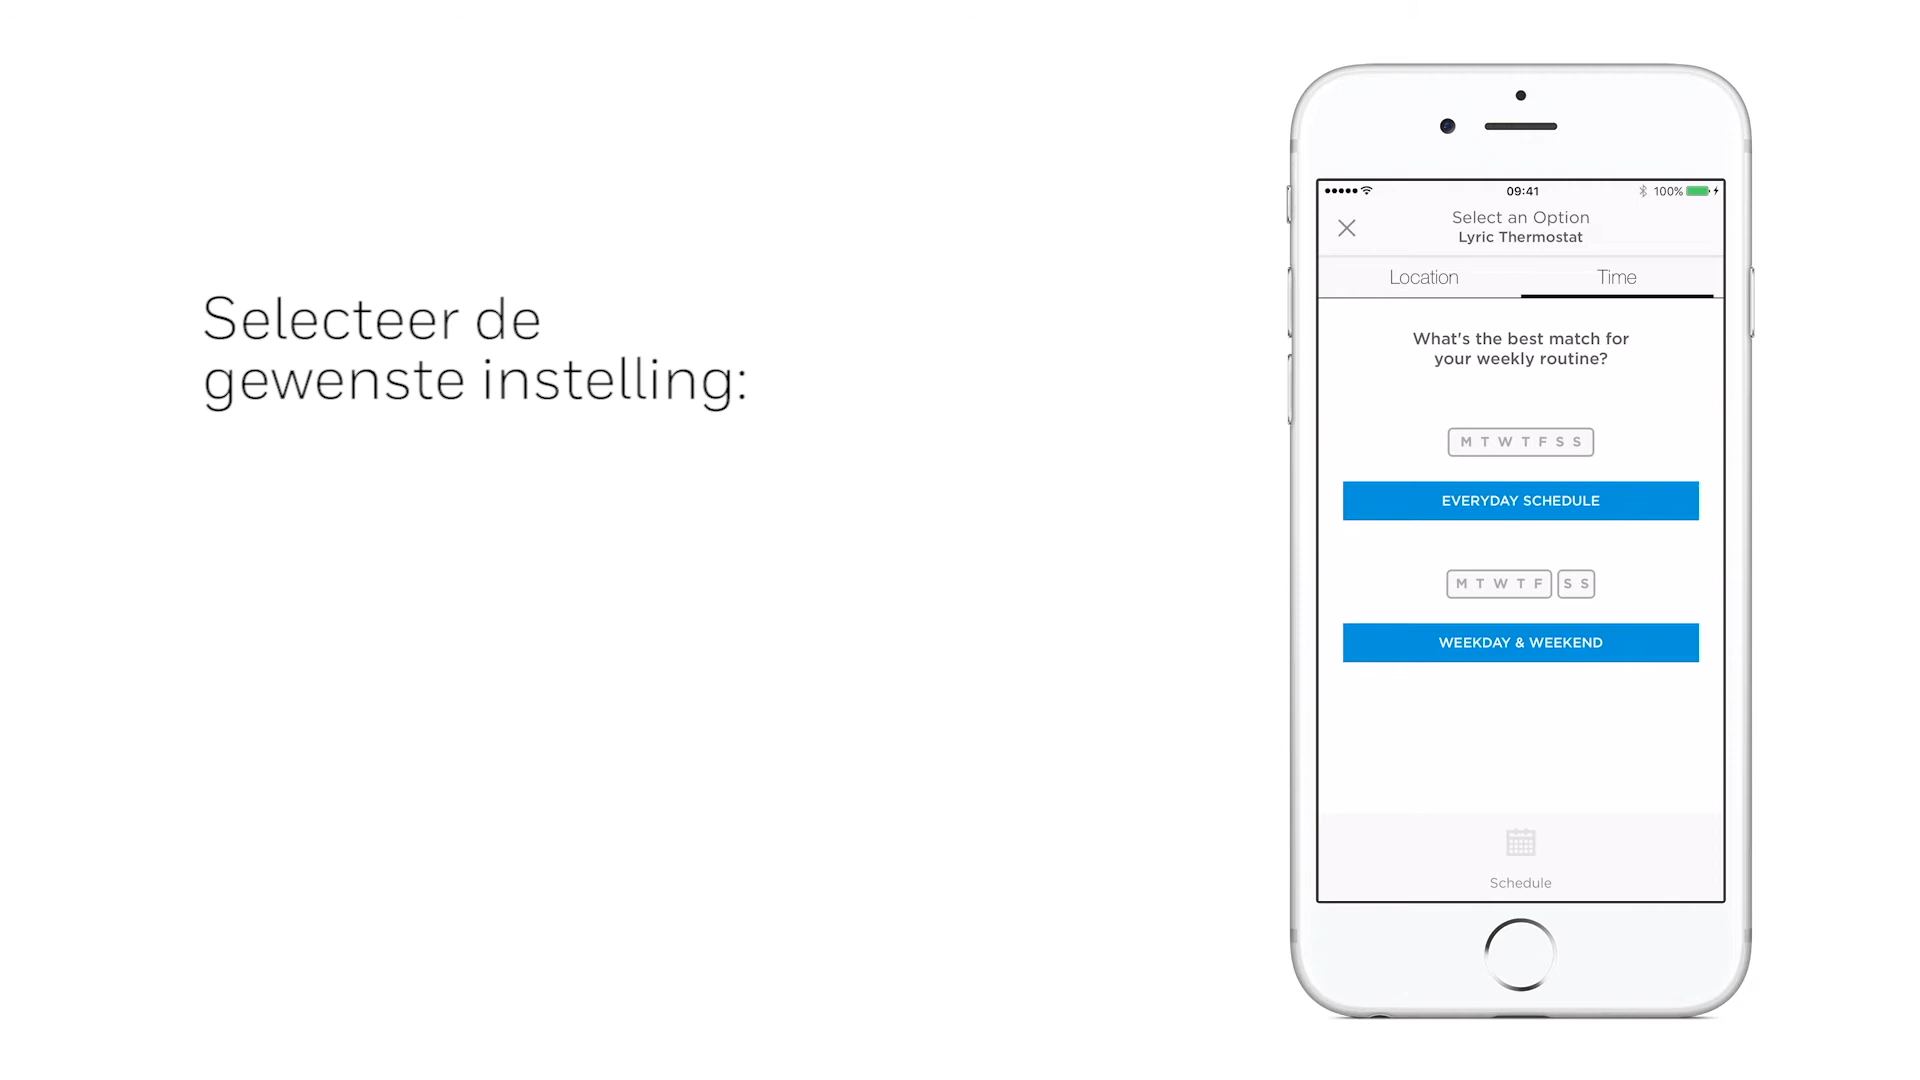 Selecteer de
gewenste instelling:
09:41
100%
Select an Option
Lyric Thermostat
Location
Time
What's the best match for
your weekly routine?
M T W T F S S
EVERYDAY SCHEDULE
M T W T F S S
WEEKDAY & WEEKEND
Schedule